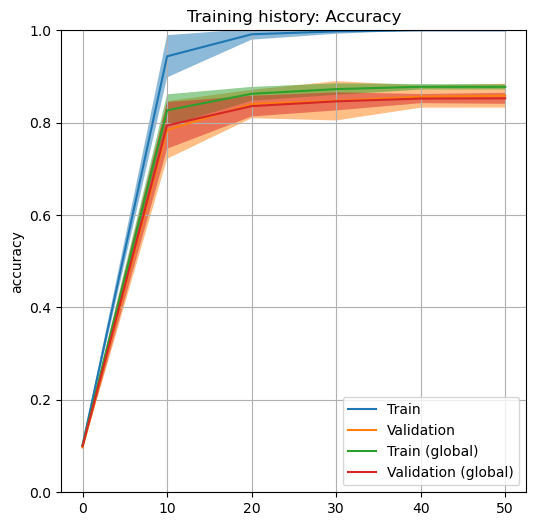 Training history: Accuracy
accuracy
1.0
0.8
0.6
0.4
0.2
0.0
0 10 20 30 40 50
Train
Validation
Train (global)
Validation (global)